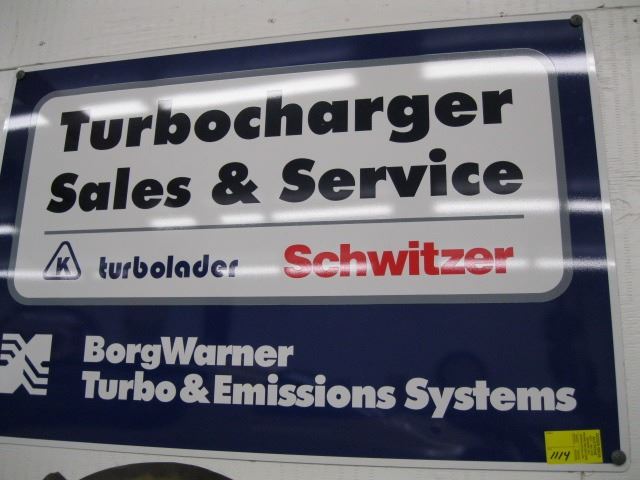 Turbocharger
Sales & Service
K turbolader Schwitzer
BorgWarner
Turbo & Emissions Systems
1114